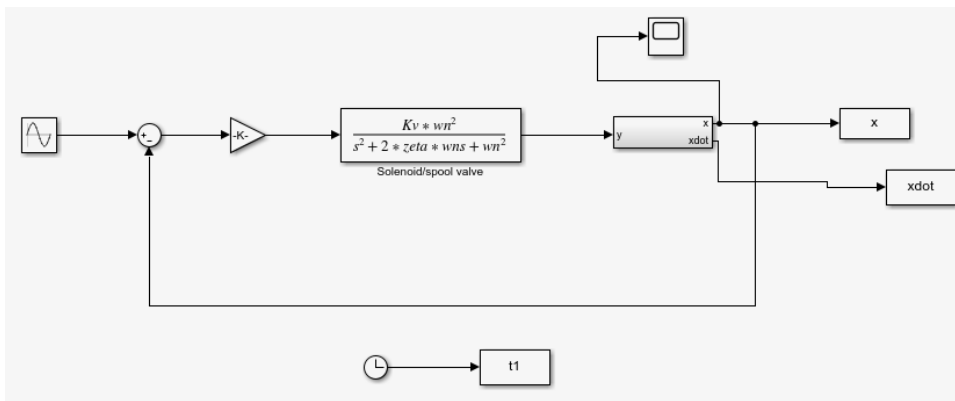 +
−
-K-
Kv ∗ wn²
s² + 2 ∗ zeta ∗ wns + wn²
Solenoid/spool valve
y
x
xdot
x
xdot
t1